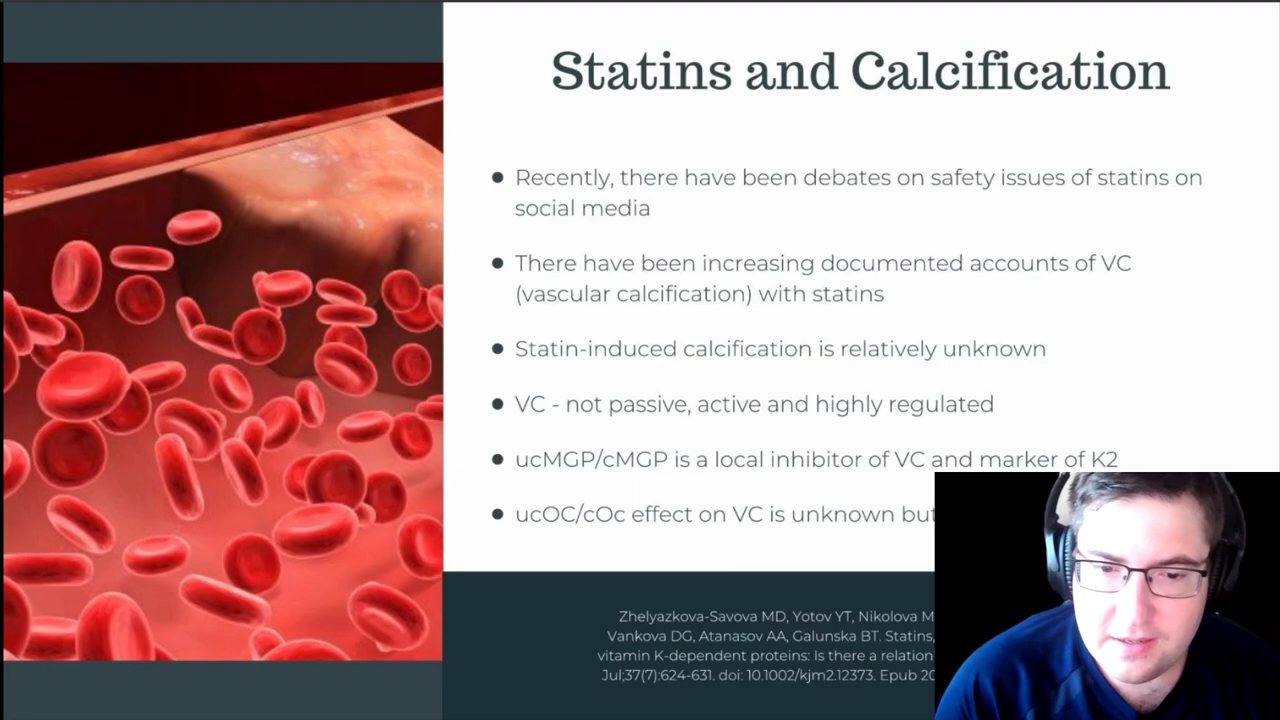 Statins and Calcification
● Recently, there have been debates on safety issues of statins on
social media
● There have been increasing documented accounts of VC
(vascular calcification) with statins
● Statin-induced calcification is relatively unknown
● VC - not passive, active and highly regulated
● ucMGP/cMGP is a local inhibitor of VC and marker of K2
● ucOC/cOc effect on VC is unknown but
Zhelyazkova-Savova MD, Yotov YT, Nikolova M
Vankova DG, Atanasov AA, Galunska BT. Statins,
vitamin K-dependent proteins: Is there a relation
Jul;37(7):624-631. doi: 10.1002/kjm2.12373. Epub 20